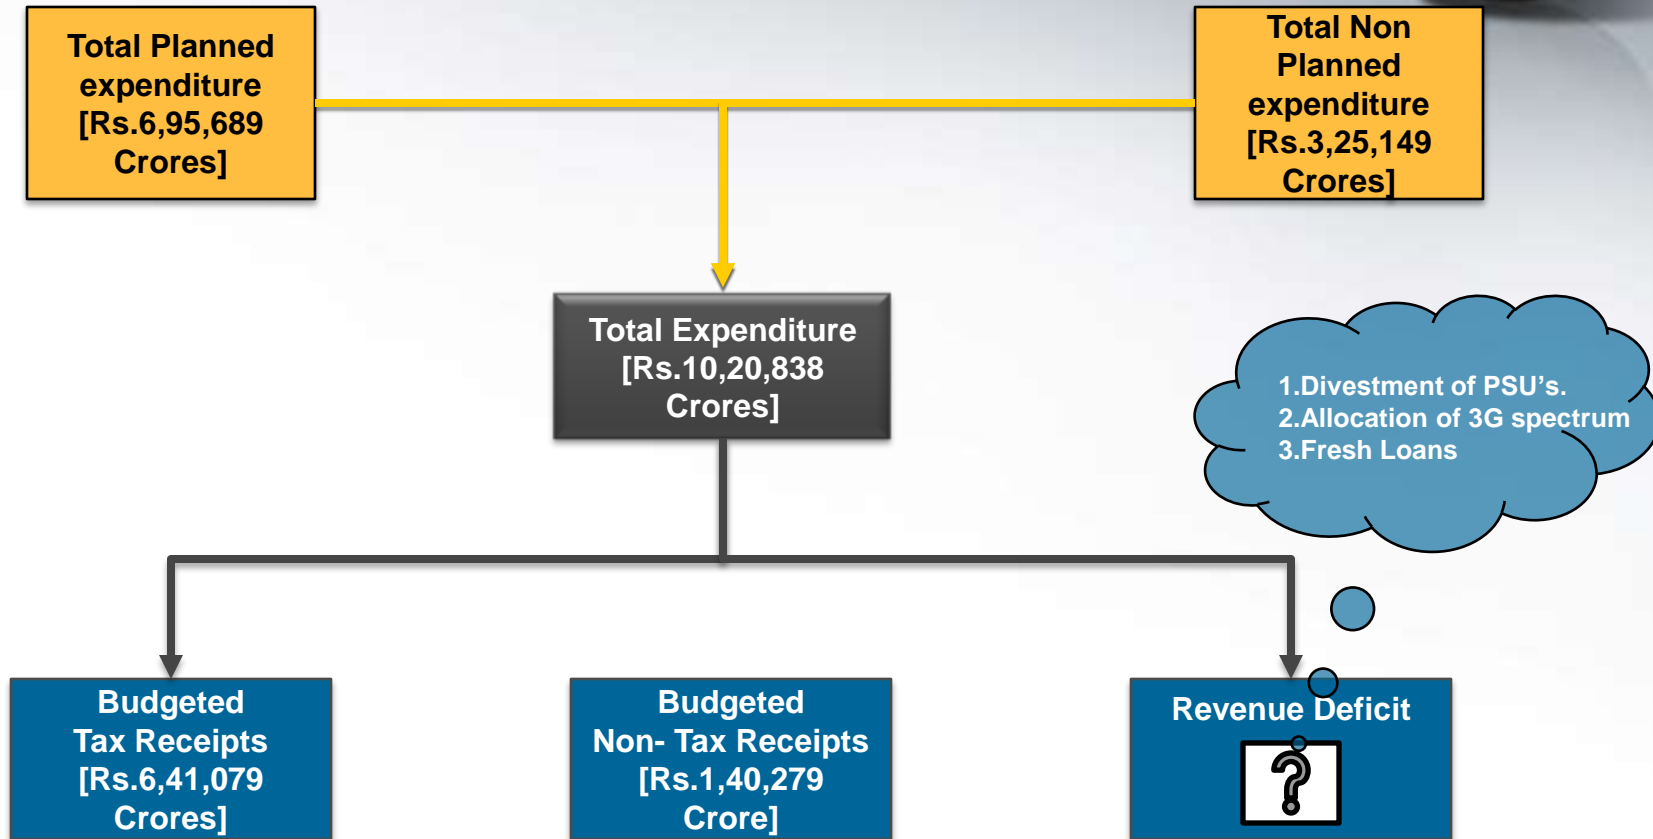 Total Planned
expenditure
[Rs.6,95,689
Crores]
Total Non
Planned
expenditure
[Rs.3,25,149
Crores]
Total Expenditure
[Rs.10,20,838
Crores]
1.Divestment of PSU’s.
2.Allocation of 3G spectrum
3.Fresh Loans
Budgeted
Tax Receipts
[Rs.6,41,079
Crores]
Budgeted
Non- Tax Receipts
[Rs.1,40,279
Crore]
Revenue Deficit
?